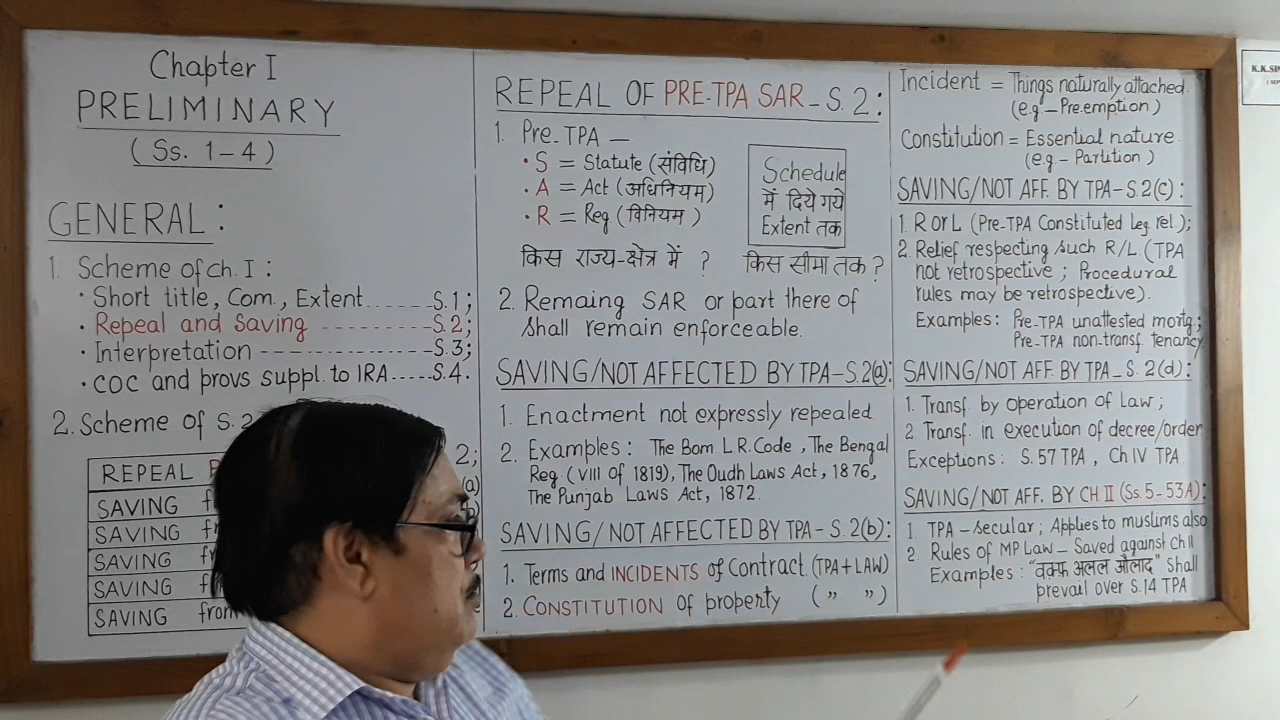 Chapter I
PRELIMINARY
(Ss. 1-4)
GENERAL:
1. Scheme of ch. I:
• Short title, Com., Extent......S.1;
• Repeal and Saving --------S.2;
• Interpretation --------------S.3;
• COC and provs suppl. to IRA.....S.4.
2. Scheme of S. 2
REPEAL
2;
SAVING
(a)
SAVING
SAVING
SAVING
SAVING from
REPEAL OF PRE-TPA SAR - S. 2:
1. Pre-TPA —
• S = Statute (संविधि)
• A = Act (अधिनियम)
• R = Reg (विनियम)
Schedule
में दिये गये
Extent तक
किस राज्य-क्षेत्र में ? किस सीमा तक ?
2. Remaing SAR or part there of
shall remain enforceable.
SAVING/NOT AFFECTED BY TPA-S.2(a):
1. Enactment not expressly repealed
2. Examples: The Bom L.R. Code, The Bengal
Reg. (VIII of 1819), The Oudh Laws Act, 1876,
The Punjab Laws Act, 1872.
SAVING/NOT AFFECTED BY TPA- S. 2(b):
1. Terms and INCIDENTS of Contract. (TPA+LAW)
2. CONSTITUTION of property ( " " )
Incident = Things naturally attached.
(e.g - Pre.emption)
Constitution = Essential nature.
(e.g - Partition)
SAVING/NOT AFF. BY TPA-S.2(c):
1. R or L (Pre-TPA Constituted Leg. rel.);
2. Relief respecting such R/L. (TPA
not retrospective; Procedural
rules may be retrospective).
Examples: Pre-TPA unattested mortg.;
Pre-TPA non-transf. tenancy
SAVING/NOT AFF. BY TPA-S. 2(d):
1. Transf. by operation of Law;
2. Transf. in execution of decree/order
Exceptions: S.57 TPA, Ch IV TPA.
SAVING/NOT AFF. BY CH. II (Ss.5-53A):
1. TPA - secular; Applies to muslims also
2. Rules of MP Law - Saved against Ch II
Examples: "वक़्फ़ अलल औलाद" Shall
prevail over S.14 TPA
K.K.SIN